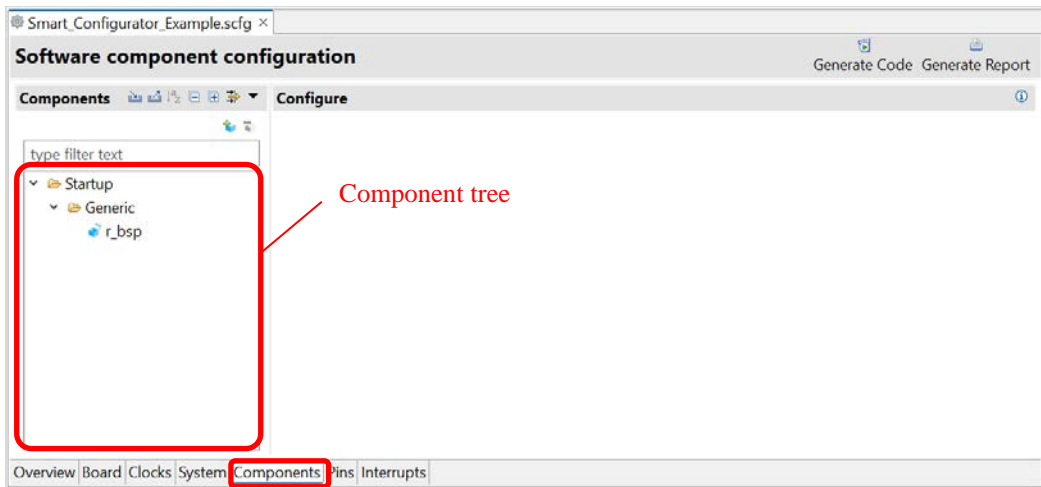 Smart_Configurator_Example.scfg ×
Software component configuration
Generate Code Generate Report
Components
Configure
type filter text
Startup
Generic
r_bsp
Component tree
Overview Board Clocks System Components Pins Interrupts